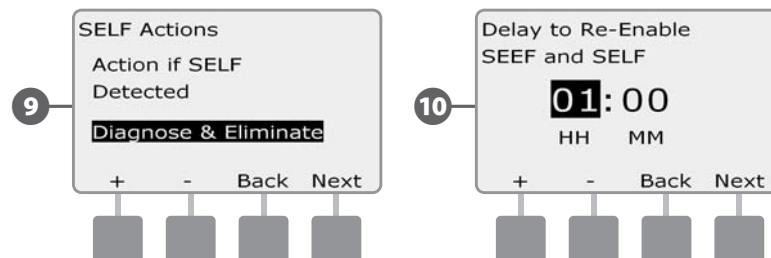 9
SELF Actions
Action if SELF
Detected
Diagnose & Eliminate
+ - Back Next
10
Delay to Re-Enable
SEEF and SELF
01:00
HH MM
+ - Back Next